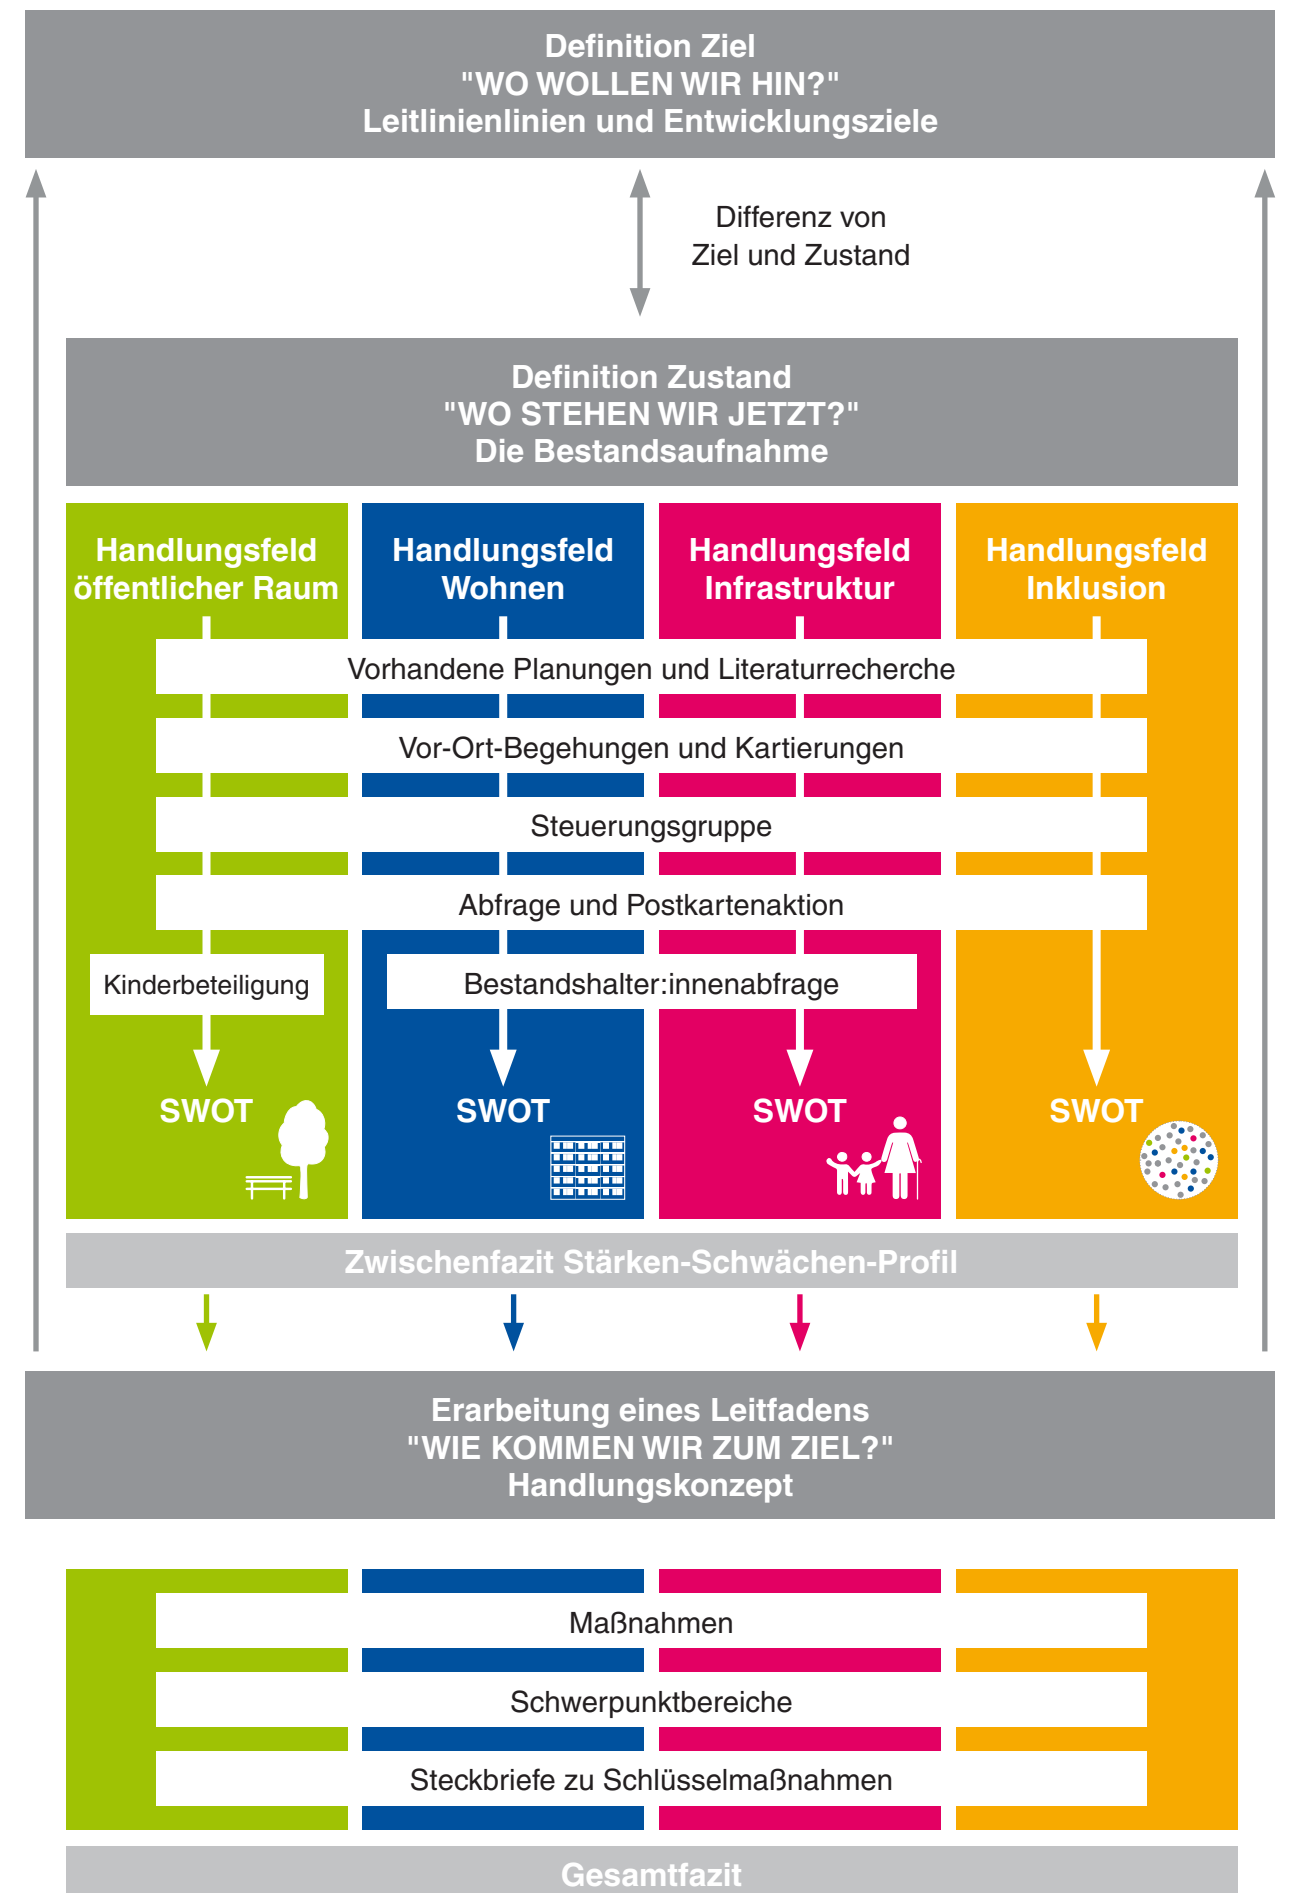 Definition Ziel
"WO WOLLEN WIR HIN?"
Leitlinienlinien und Entwicklungsziele
Differenz von
Ziel und Zustand
Definition Zustand
"WO STEHEN WIR JETZT?"
Die Bestandsaufnahme
Handlungsfeld
öffentlicher Raum
Handlungsfeld
Wohnen
Handlungsfeld
Infrastruktur
Handlungsfeld
Inklusion
Vorhandene Planungen und Literaturrecherche
Vor-Ort-Begehungen und Kartierungen
Steuerungsgruppe
Abfrage und Postkartenaktion
Kinderbeteiligung
Bestandshalter:innenabfrage
SWOT
SWOT
SWOT
SWOT
Zwischenfazit Stärken-Schwächen-Profil
Erarbeitung eines Leitfadens
"WIE KOMMEN WIR ZUM ZIEL?"
Handlungskonzept
Maßnahmen
Schwerpunktbereiche
Steckbriefe zu Schlüsselmaßnahmen
Gesamtfazit